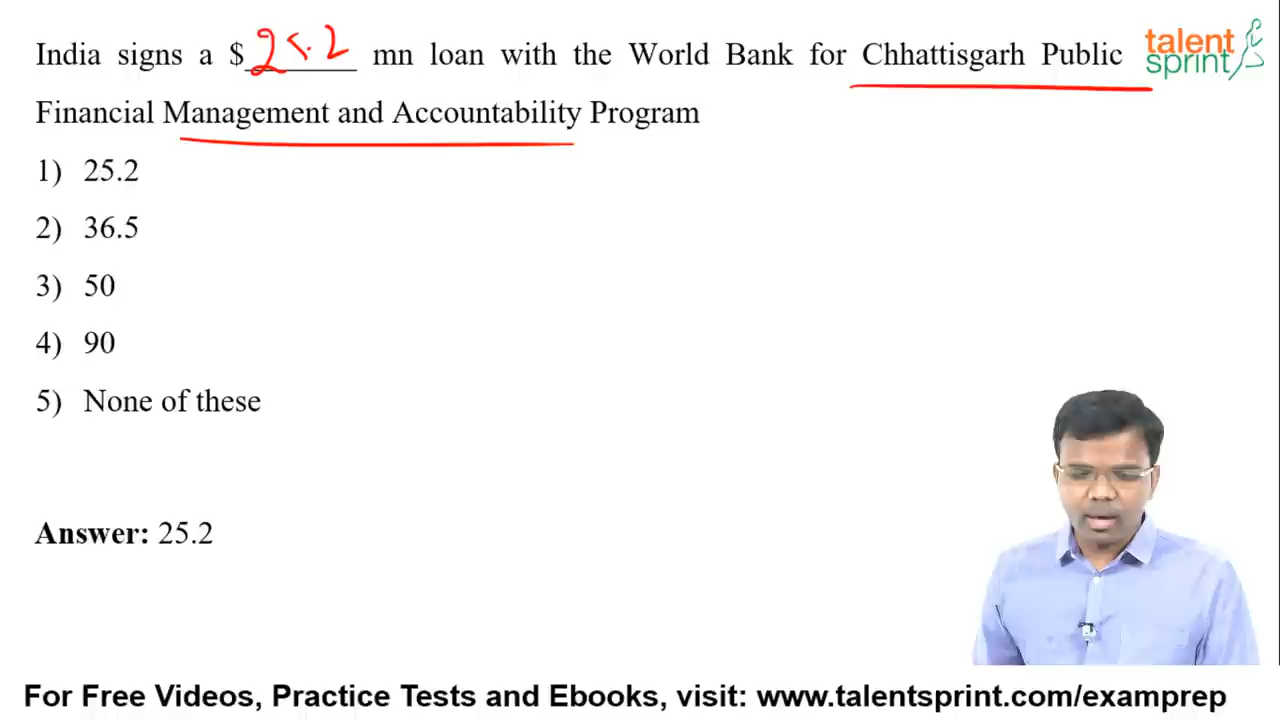 India signs a $25.2 mn loan with the World Bank for Chhattisgarh Public
Financial Management and Accountability Program
1) 25.2
2) 36.5
3) 50
4) 90
5) None of these
Answer: 25.2
talent
sprint
For Free Videos, Practice Tests and Ebooks, visit: www.talentsprint.com/examprep